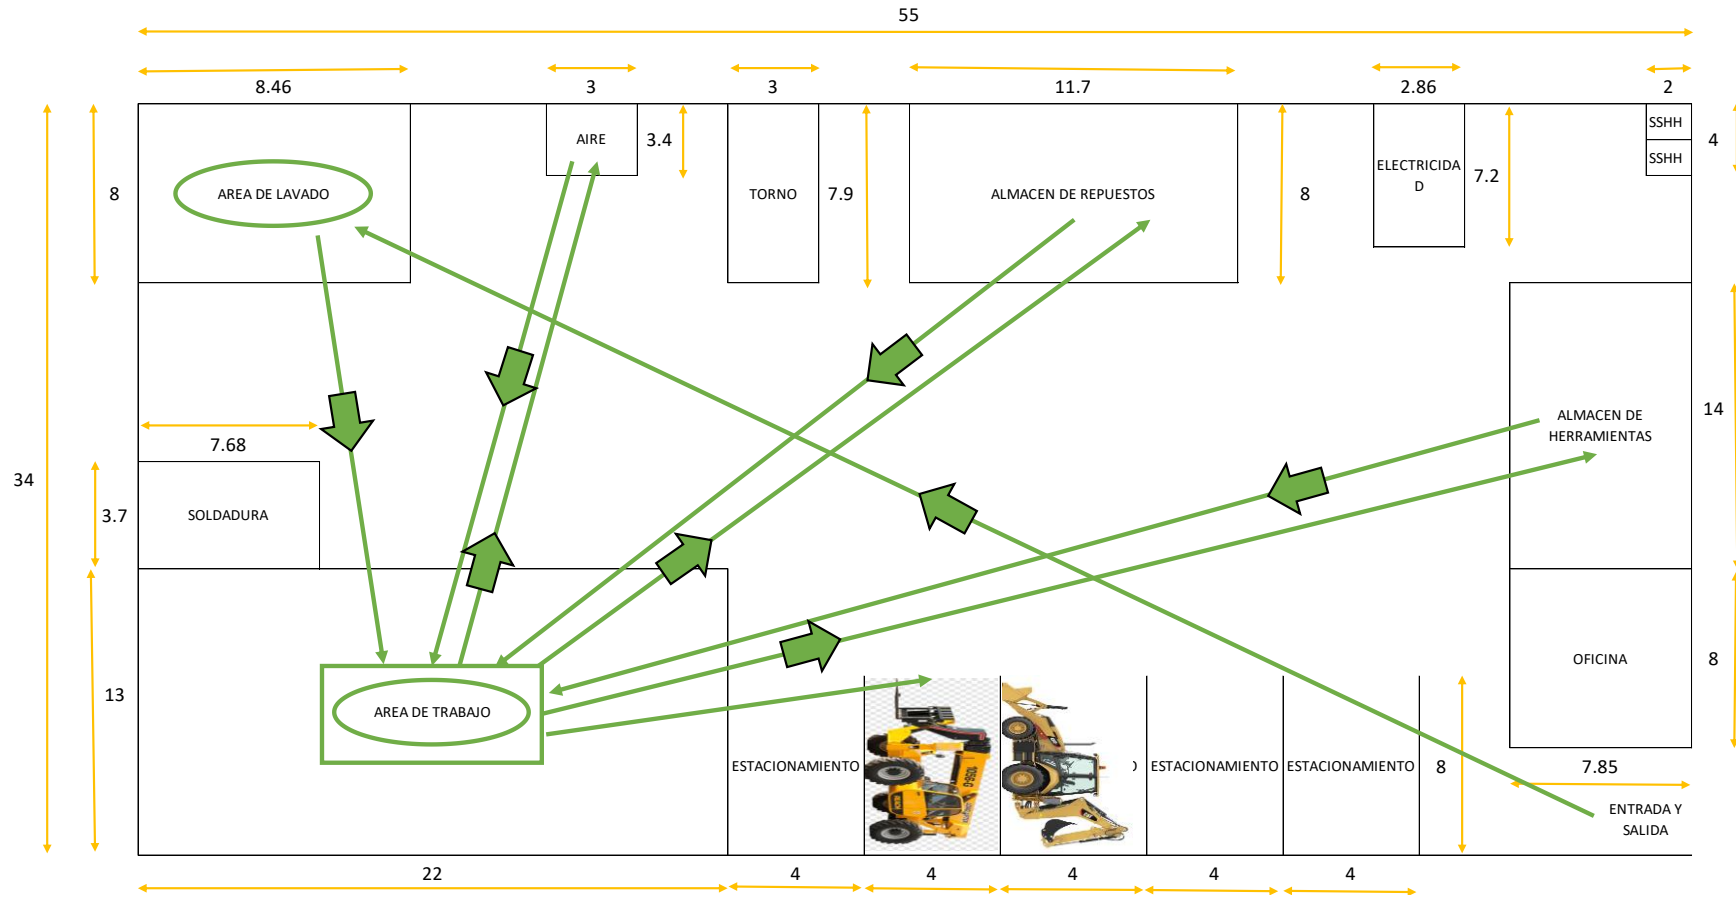 55
8.46
3
3
11.7
2.86
2
AIRE
3.4
SSHH
SSHH
4
8
AREA DE LAVADO
TORNO
7.9
ALMACEN DE REPUESTOS
8
ELECTRICIDA
D
7.2
34
7.68
3.7
SOLDADURA
ALMACEN DE
HERRAMIENTAS
14
13
AREA DE TRABAJO
OFICINA
8
ESTACIONAMIENTO
ESTACIONAMIENTO
ESTACIONAMIENTO
8
7.85
ENTRADA Y
SALIDA
22
4
4
4
4
4